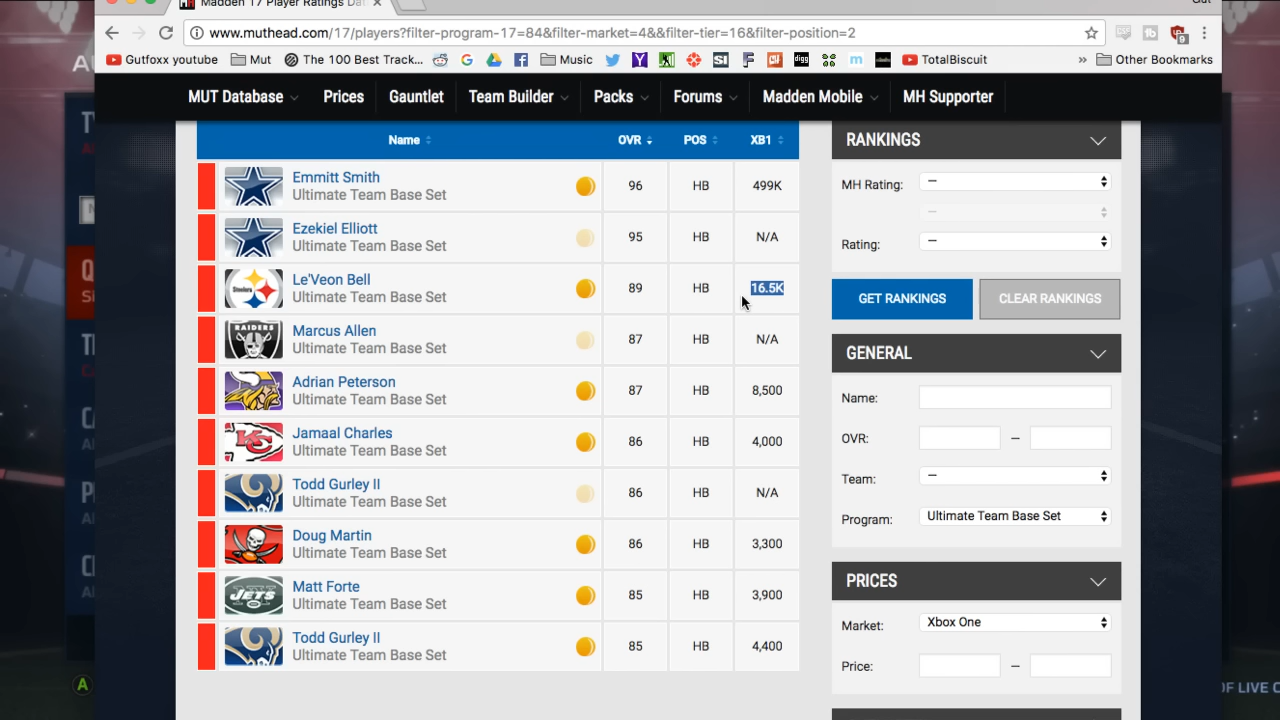 Madden 17 Player Ratings Dat
Gut
www.muthead.com/17/players?filter-program-17=84&filter-market=4&&filter-tier=16&filter-position=2
9
Gutfoxx youtube
Mut
The 100 Best Track...
Music
TotalBiscuit
»
Other Bookmarks
MUT Database
Prices
Gauntlet
Team Builder
Packs
Forums
Madden Mobile
MH Supporter
Name OVR POS XB1
Emmitt Smith
Ultimate Team Base Set
96 HB 499K
Ezekiel Elliott
Ultimate Team Base Set
95 HB N/A
Le'Veon Bell
Ultimate Team Base Set
89 HB 16.5K
Marcus Allen
Ultimate Team Base Set
87 HB N/A
Adrian Peterson
Ultimate Team Base Set
87 HB 8,500
Jamaal Charles
Ultimate Team Base Set
86 HB 4,000
Todd Gurley II
Ultimate Team Base Set
86 HB N/A
Doug Martin
Ultimate Team Base Set
86 HB 3,300
Matt Forte
Ultimate Team Base Set
85 HB 3,900
Todd Gurley II
Ultimate Team Base Set
85 HB 4,400
RANKINGS
MH Rating: —
—
Rating: —
GET RANKINGS
CLEAR RANKINGS
GENERAL
Name:
OVR: —
Team: —
Program: Ultimate Team Base Set
PRICES
Market: Xbox One
Price: —
A
OF LIVE C